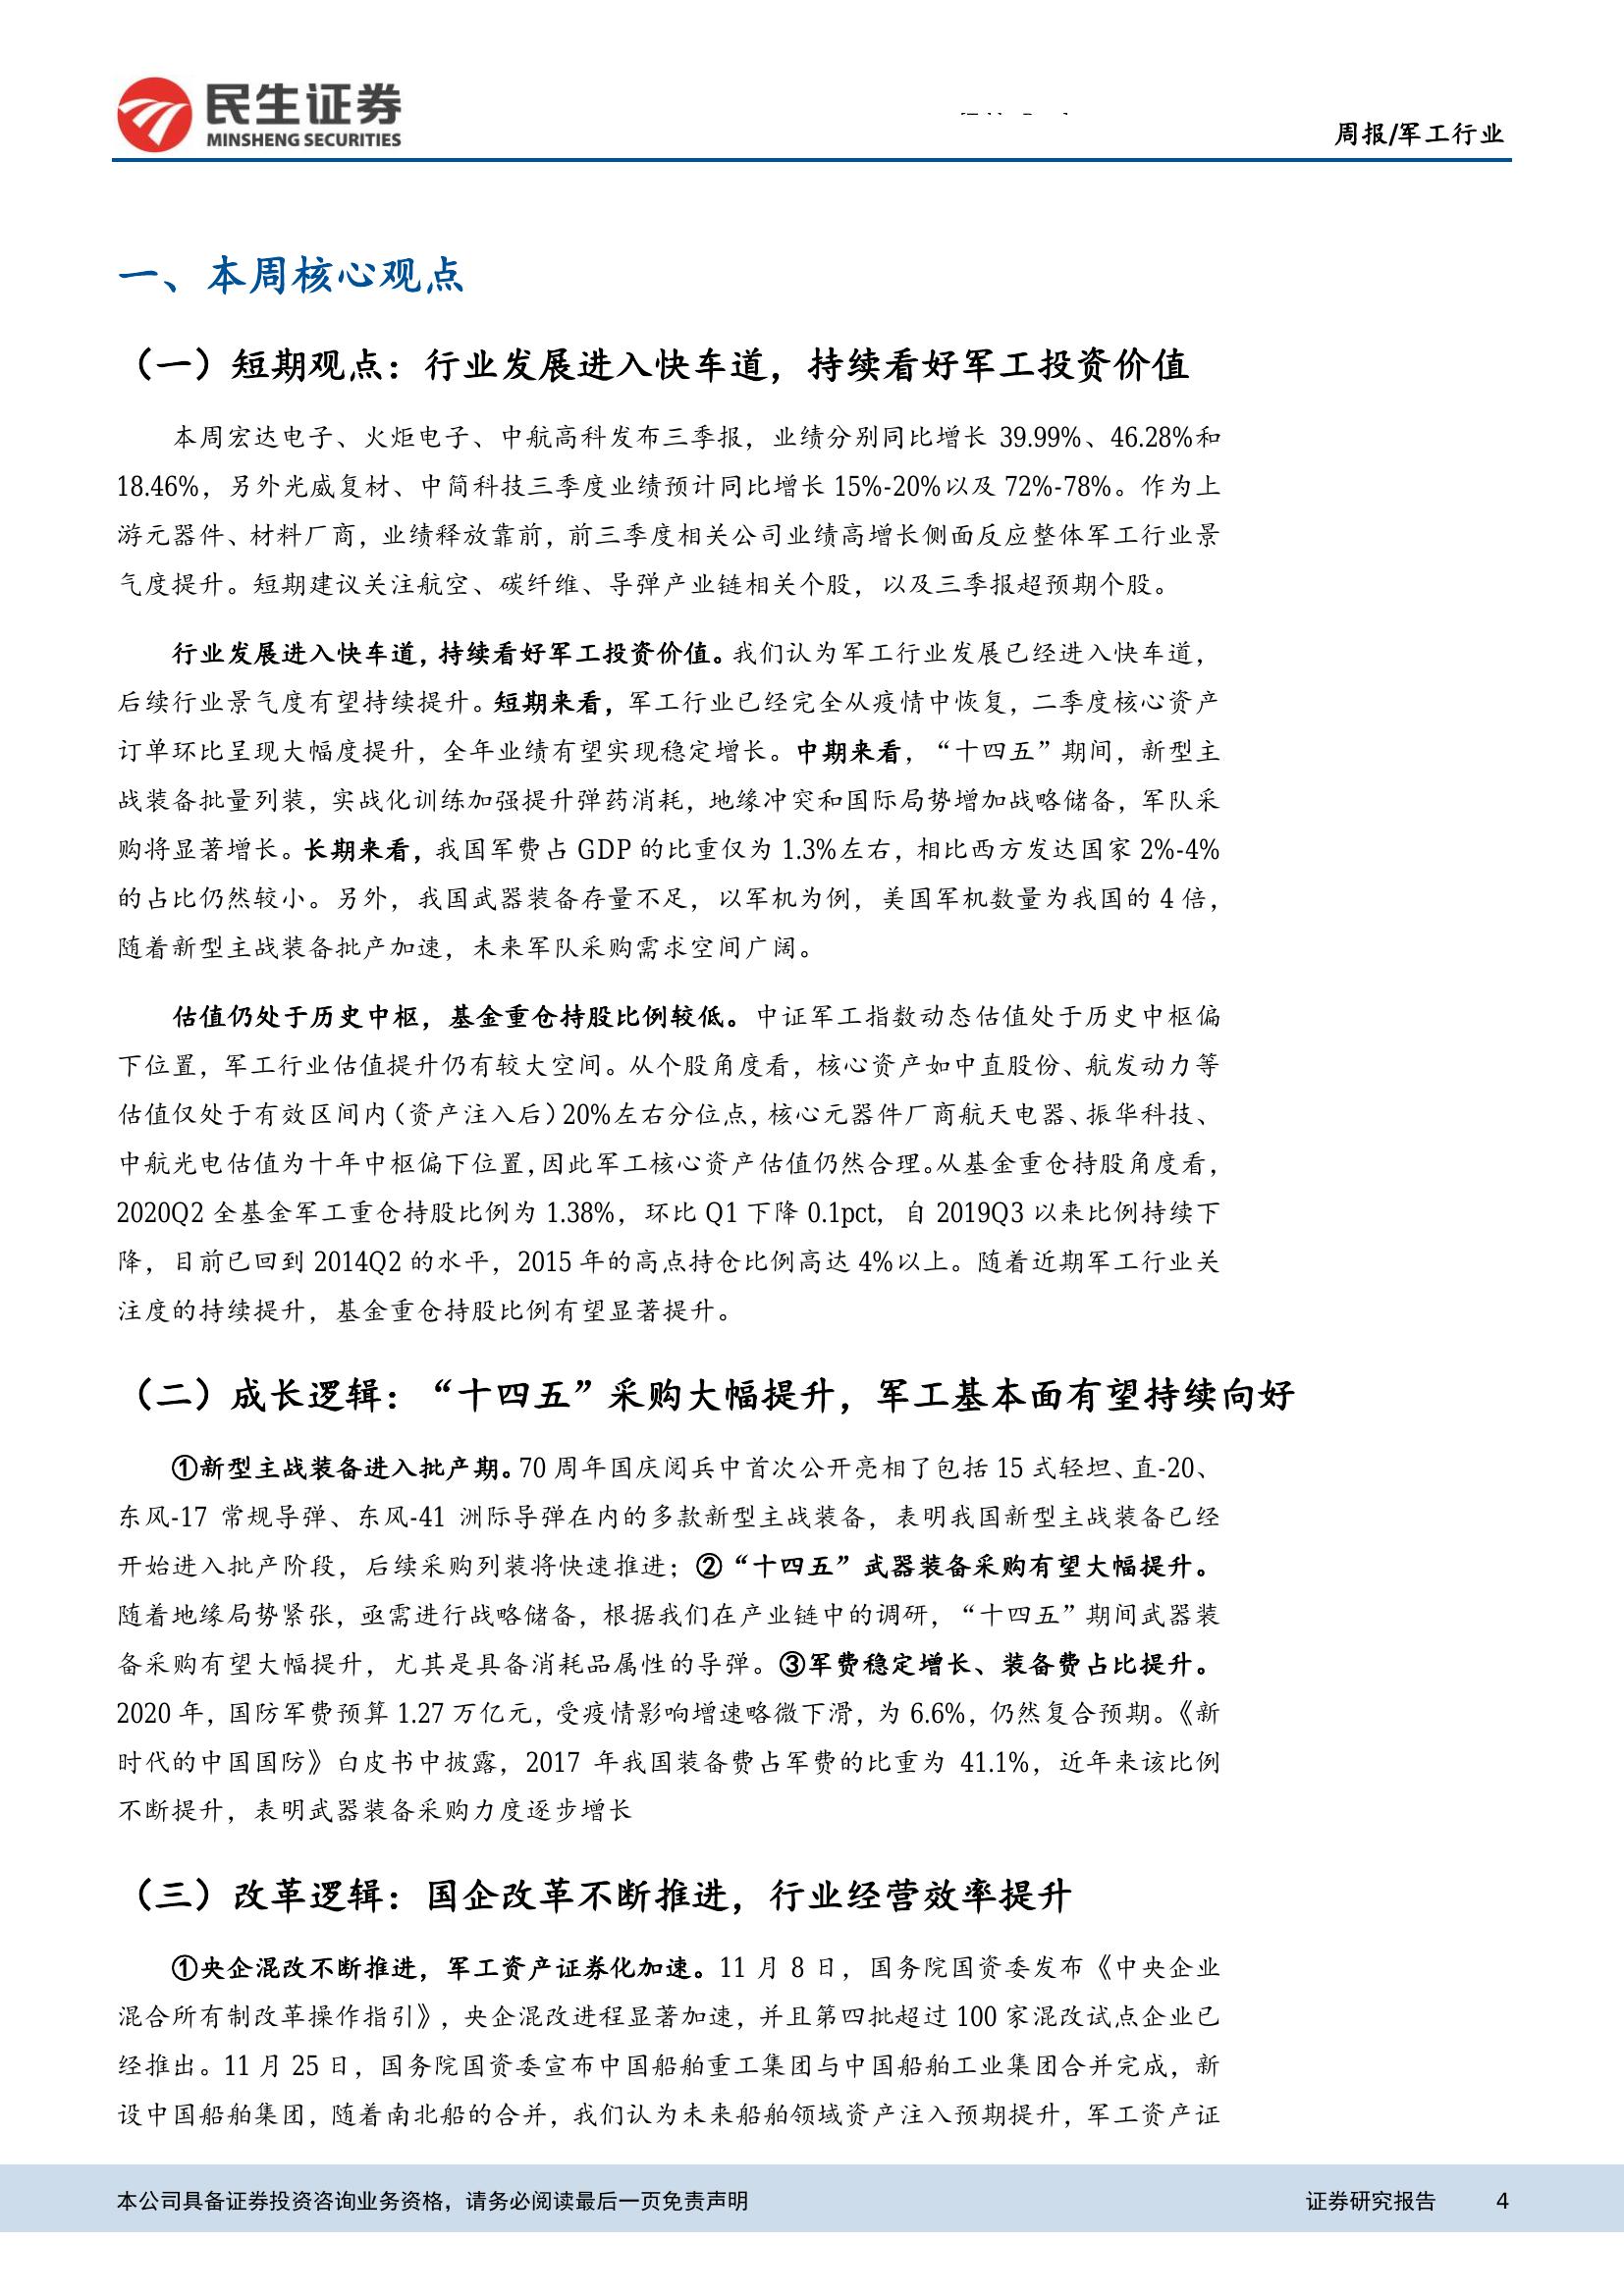 民生证券
MINSHENG SECURITIES
周报/军工行业
一、本周核心观点
（一）短期观点：行业发展进入快车道，持续看好军工投资价值
本周宏达电子、火炬电子、中航高科发布三季报，业绩分别同比增长 39.99%、46.28%和
18.46%，另外光威复材、中简科技三季度业绩预计同比增长 15%-20%以及 72%-78%。作为上
游元器件、材料厂商，业绩释放靠前，前三季度相关公司业绩高增长侧面反应整体军工行业景
气度提升。短期建议关注航空、碳纤维、导弹产业链相关个股，以及三季报超预期个股。
行业发展进入快车道，持续看好军工投资价值。我们认为军工行业发展已经进入快车道，
后续行业景气度有望持续提升。短期来看，军工行业已经完全从疫情中恢复，二季度核心资产
订单环比呈现大幅度提升，全年业绩有望实现稳定增长。中期来看，“十四五”期间，新型主
战装备批量列装，实战化训练加强提升弹药消耗，地缘冲突和国际局势增加战略储备，军队采
购将显著增长。长期来看，我国军费占 GDP 的比重仅为 1.3%左右，相比西方发达国家 2%-4%
的占比仍然较小。另外，我国武器装备存量不足，以军机为例，美国军机数量为我国的 4 倍，
随着新型主战装备批产加速，未来军队采购需求空间广阔。
估值仍处于历史中枢，基金重仓持股比例较低。中证军工指数动态估值处于历史中枢偏
下位置，军工行业估值提升仍有较大空间。从个股角度看，核心资产如中直股份、航发动力等
估值仅处于有效区间内（资产注入后）20%左右分位点，核心元器件厂商航天电器、振华科技、
中航光电估值为十年中枢偏下位置，因此军工核心资产估值仍然合理。从基金重仓持股角度看，
2020Q2 全基金军工重仓持股比例为 1.38%，环比 Q1 下降 0.1pct，自 2019Q3 以来比例持续下
降，目前已回到 2014Q2 的水平，2015 年的高点持仓比例高达 4%以上。随着近期军工行业关
注度的持续提升，基金重仓持股比例有望显著提升。
（二）成长逻辑：“十四五”采购大幅提升，军工基本面有望持续向好
①新型主战装备进入批产期。70 周年国庆阅兵中首次公开亮相了包括 15 式轻坦、直-20、
东风-17 常规导弹、东风-41 洲际导弹在内的多款新型主战装备，表明我国新型主战装备已经
开始进入批产阶段，后续采购列装将快速推进；②“十四五”武器装备采购有望大幅提升。
随着地缘局势紧张，亟需进行战略储备，根据我们在产业链中的调研，“十四五”期间武器装
备采购有望大幅提升，尤其是具备消耗品属性的导弹。③军费稳定增长、装备费占比提升。
2020 年，国防军费预算 1.27 万亿元，受疫情影响增速略微下滑，为 6.6%，仍然复合预期。《新
时代的中国国防》白皮书中披露，2017 年我国装备费占军费的比重为 41.1%，近年来该比例
不断提升，表明武器装备采购力度逐步增长
（三）改革逻辑：国企改革不断推进，行业经营效率提升
①央企混改不断推进，军工资产证券化加速。11 月 8 日，国务院国资委发布《中央企业
混合所有制改革操作指引》，央企混改进程显著加速，并且第四批超过 100 家混改试点企业已
经推出。11 月 25 日，国务院国资委宣布中国船舶重工集团与中国船舶工业集团合并完成，新
设中国船舶集团，随着南北船的合并，我们认为未来船舶领域资产注入预期提升，军工资产证
本公司具备证券投资咨询业务资格，请务必阅读最后一页免责声明
证券研究报告 4